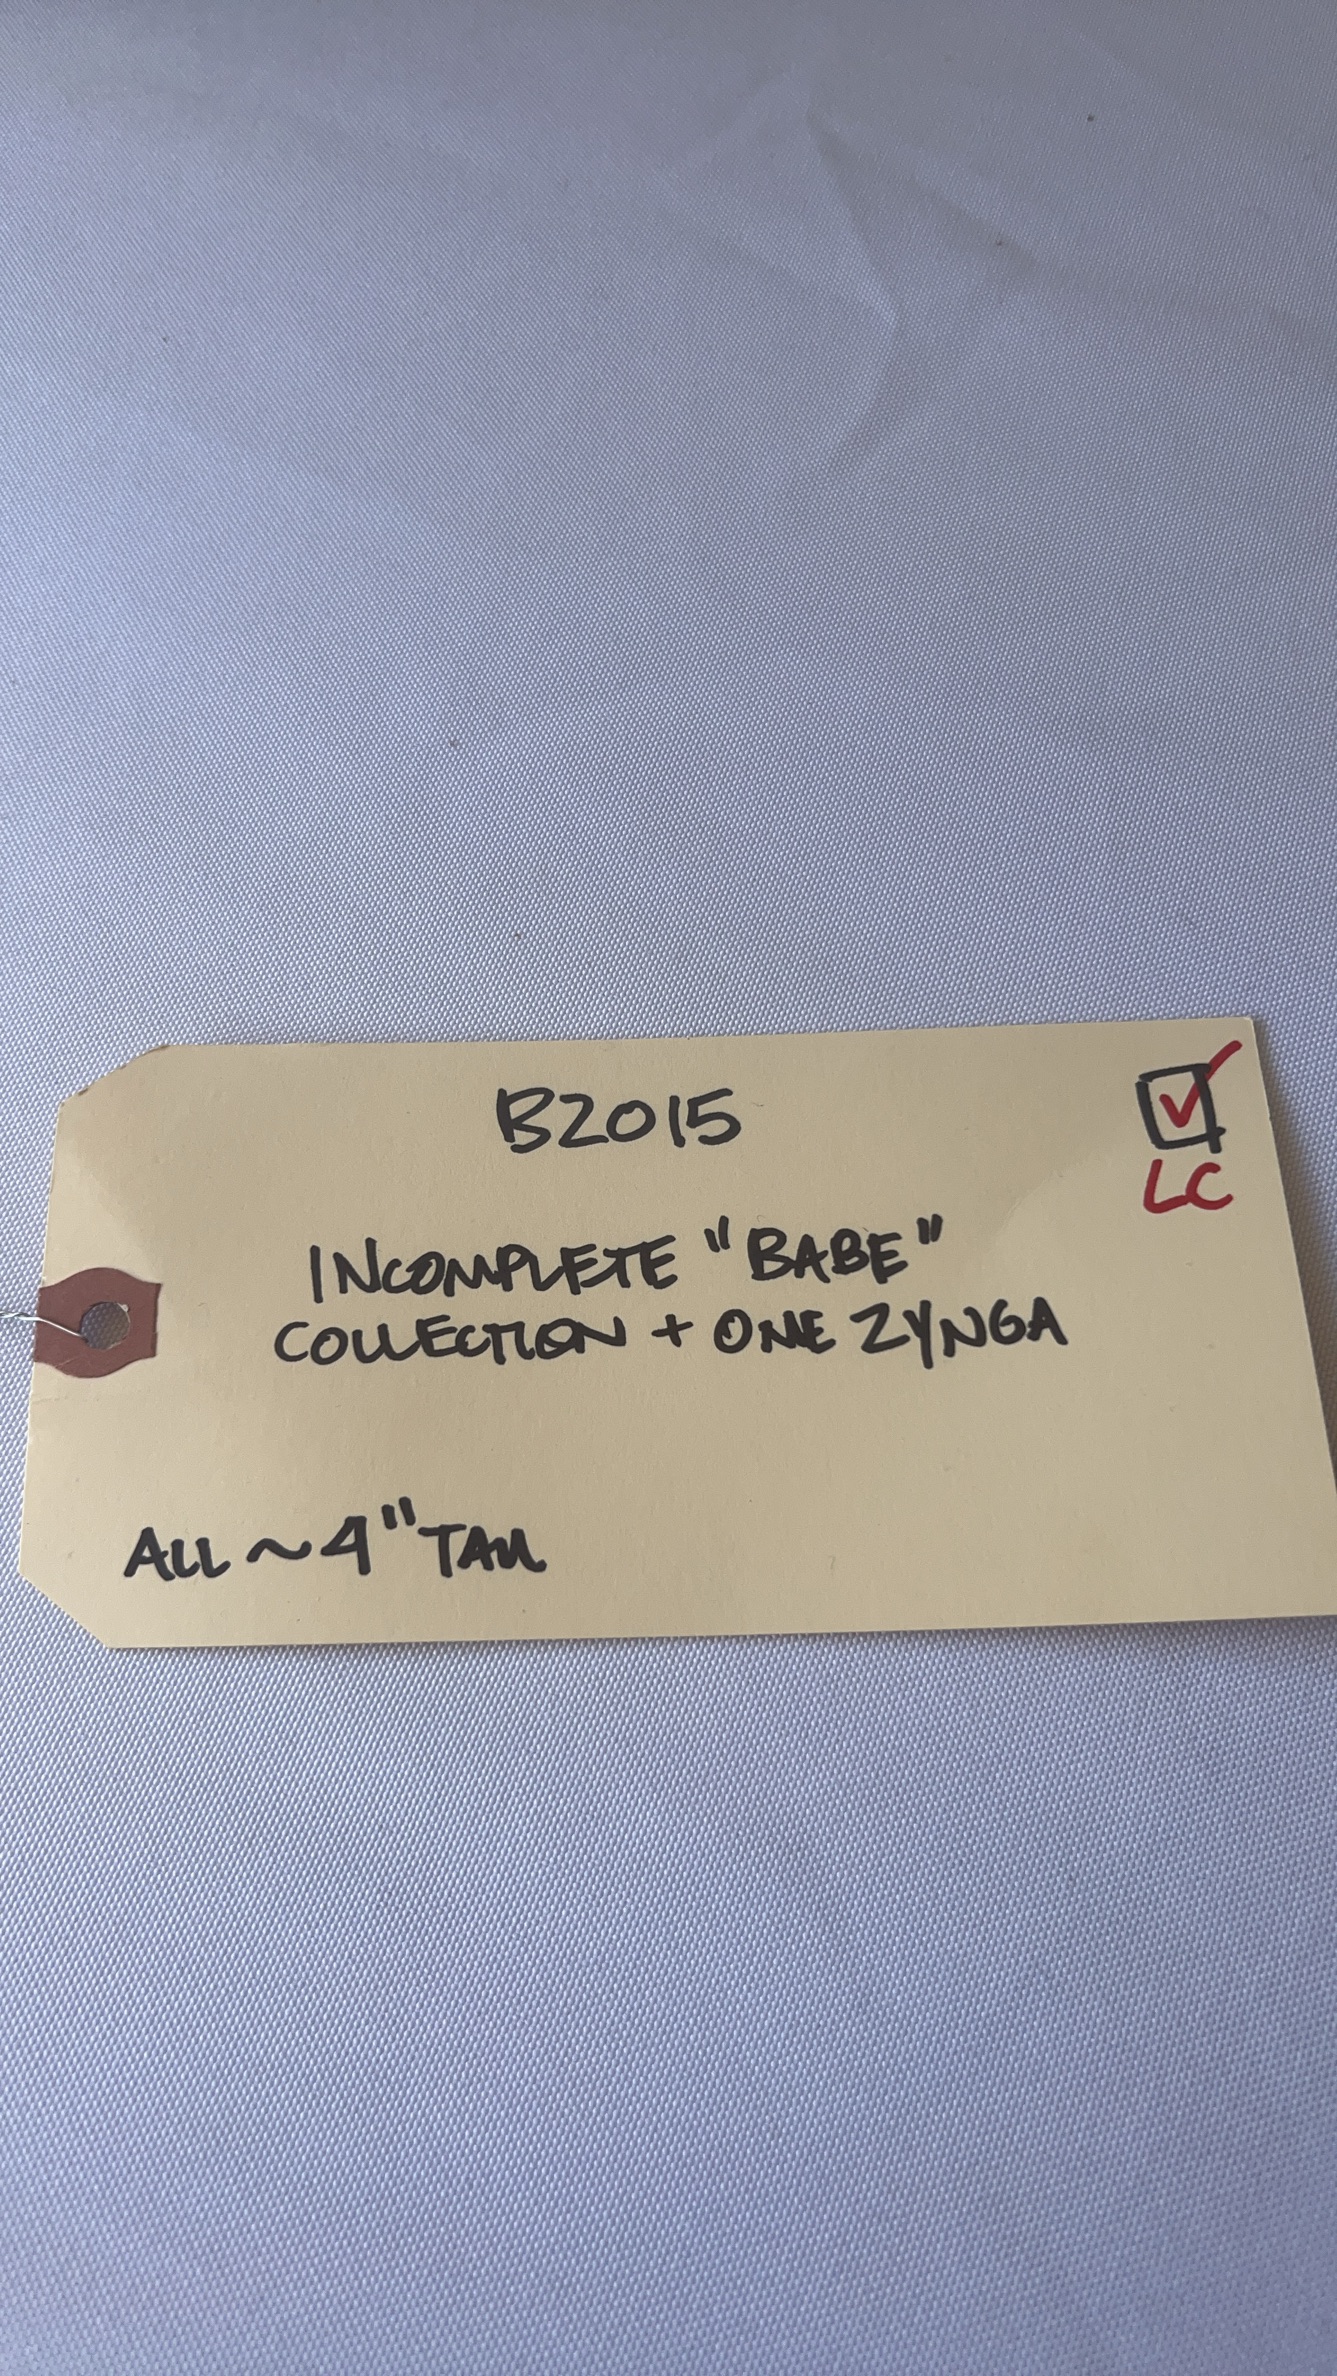 B2015
☑
LC
INCOMPLETE "BABE"
COLLECTION + ONE ZYNGA
ALL ~4" TALL